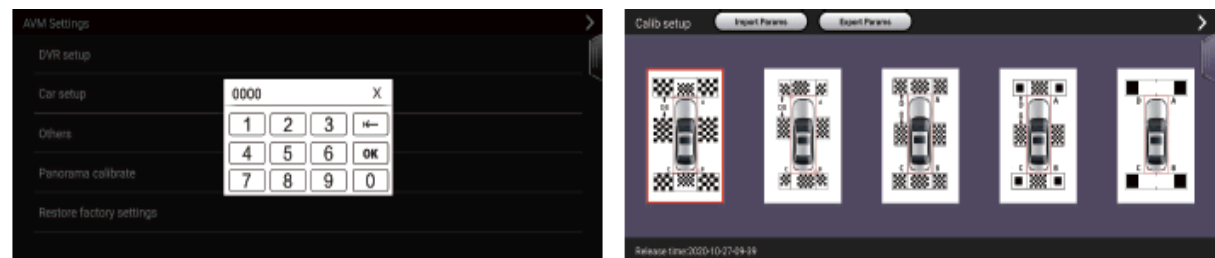 AVM Settings
DVR setup
Car setup
Others
Panorama calibrate
Restore factory settings
0000 X
1 2 3
4 5 6 OK
7 8 9 0
Calib setup Import Params Export Params
Release time:2020-10-27-09-39